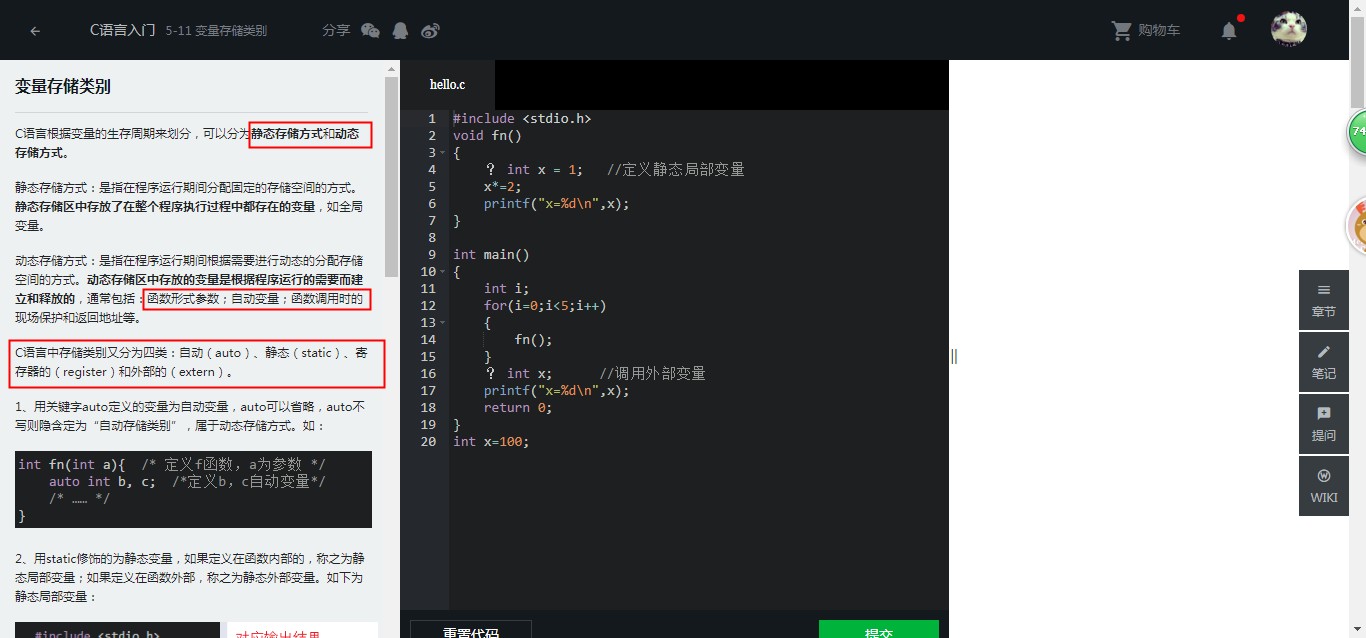 C语言入门 5-11 变量存储类别 分享 购物车
变量存储类别
C语言根据变量的生存周期来划分，可以分为静态存储方式和动态
存储方式。
静态存储方式：是指在程序运行期间分配固定的存储空间的方式。
静态存储区中存放了在整个程序执行过程中都存在的变量，如全局
变量。
动态存储方式：是指在程序运行期间根据需要进行动态的分配存储
空间的方式。动态存储区中存放的变量是根据程序运行的需要而建
立和释放的，通常包括：函数形式参数；自动变量；函数调用时的
现场保护和返回地址等。
C语言中存储类别又分为四类：自动（auto）、静态（static）、寄
存器的（register）和外部的（extern）。
1、用关键字auto定义的变量为自动变量，auto可以省略，auto不
写则隐含定为“自动存储类别”，属于动态存储方式。如：
int fn(int a){ /* 定义f函数，a为参数 */
auto int b, c; /*定义b，c自动变量*/
/* …… */
}
2、用static修饰的为静态变量，如果定义在函数内部的，称之为静
态局部变量；如果定义在函数外部，称之为静态外部变量。如下为
静态局部变量：
#include <stdio.h>
对应输出结果
hello.c
1 #include <stdio.h>
2 void fn()
3 {
4 ? int x = 1; //定义静态局部变量
5 x*=2;
6 printf("x=%d\n",x);
7 }
8
9 int main()
10 {
11 int i;
12 for(i=0;i<5;i++)
13 {
14 fn();
15 }
16 ? int x; //调用外部变量
17 printf("x=%d\n",x);
18 return 0;
19 }
20 int x=100;
重置代码 提交
74
章节
笔记
提问
WIKI